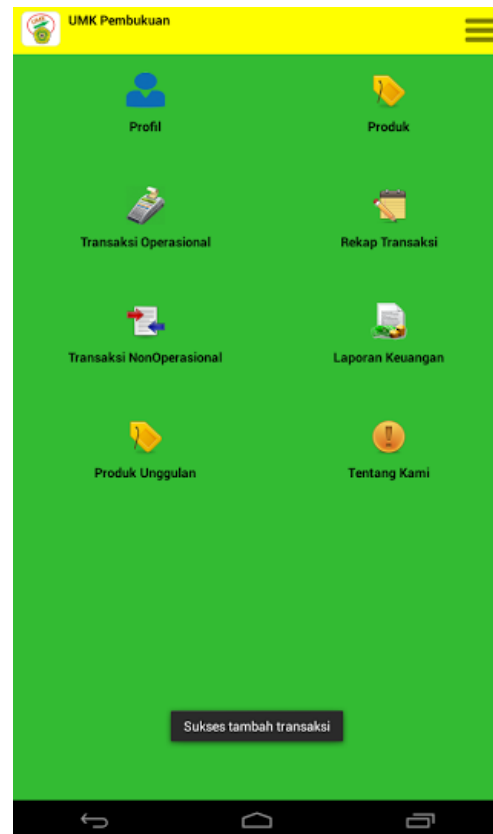 UMK Pembukuan
Profil
Produk
Transaksi Operasional
Rekap Transaksi
Transaksi NonOperasional
Laporan Keuangan
Produk Unggulan
Tentang Kami
Sukses tambah transaksi